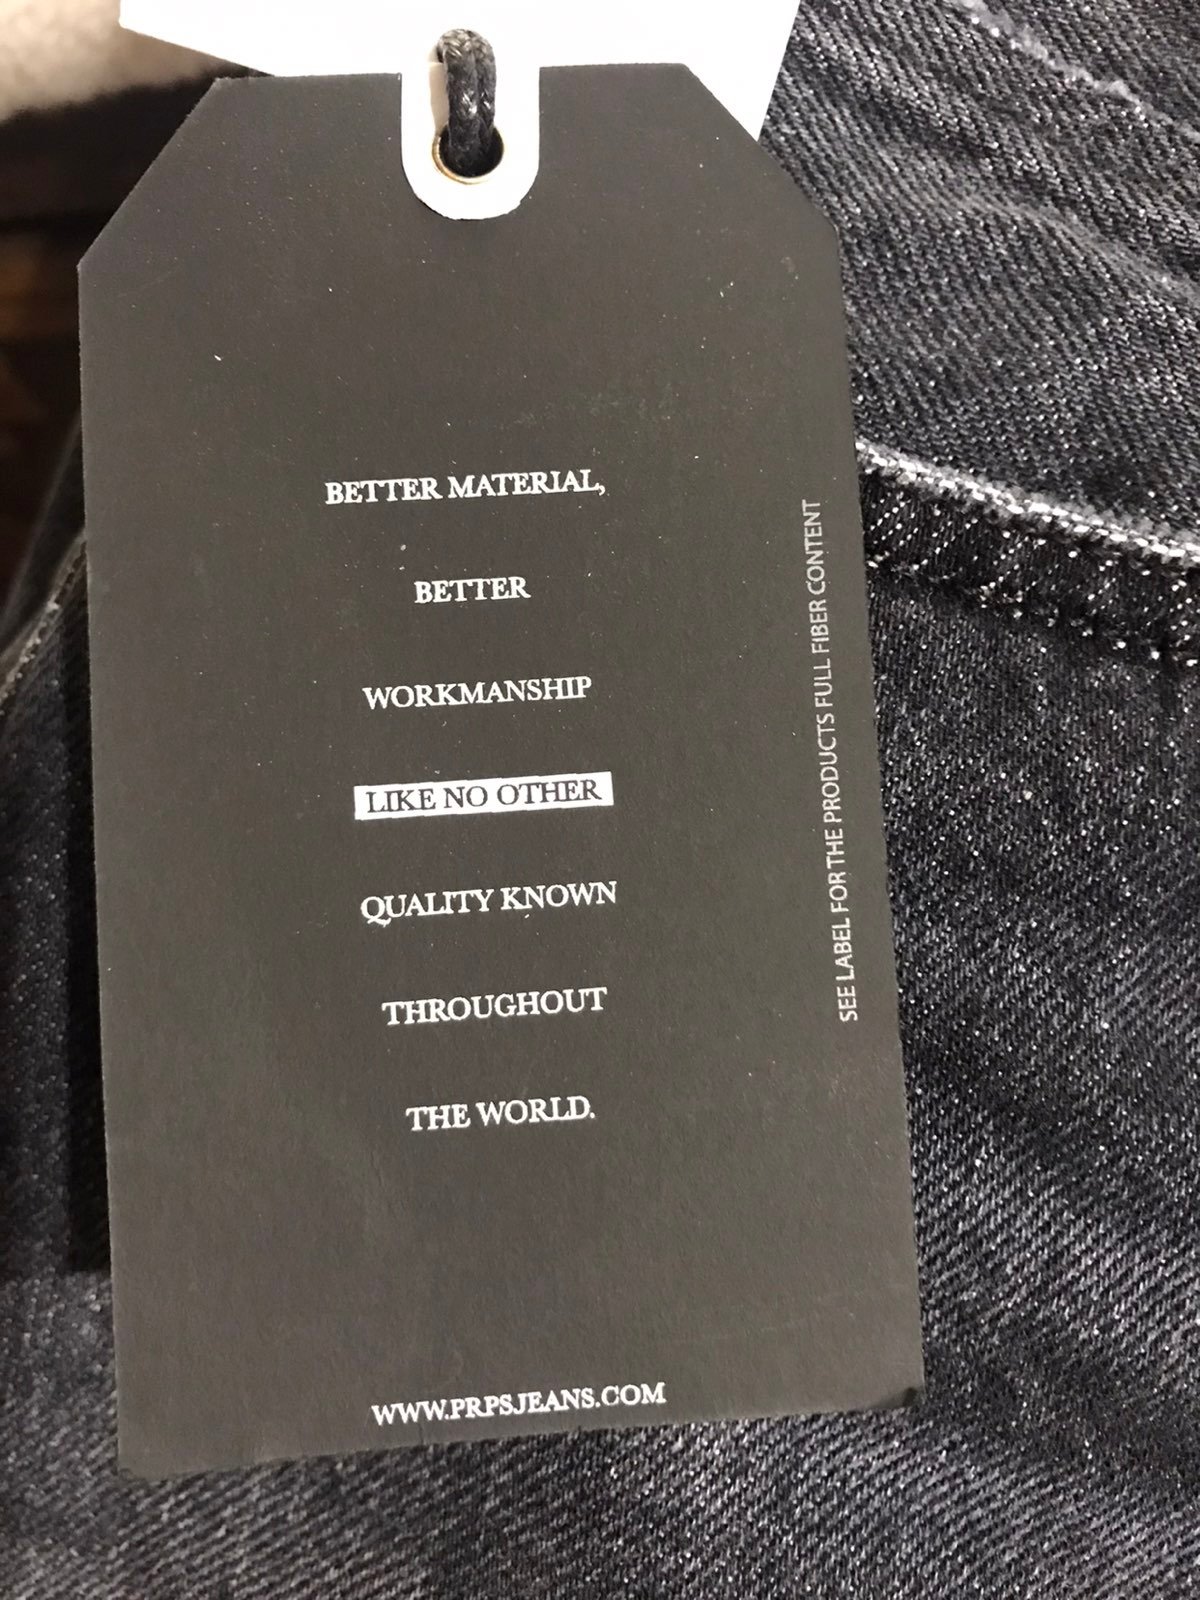 BETTER MATERIAL,
BETTER
WORKMANSHIP
LIKE NO OTHER
QUALITY KNOWN
THROUGHOUT
THE WORLD.
WWW.PRPSJEANS.COM
SEE LABEL FOR THE PRODUCTS FULL FIBER CONTENT